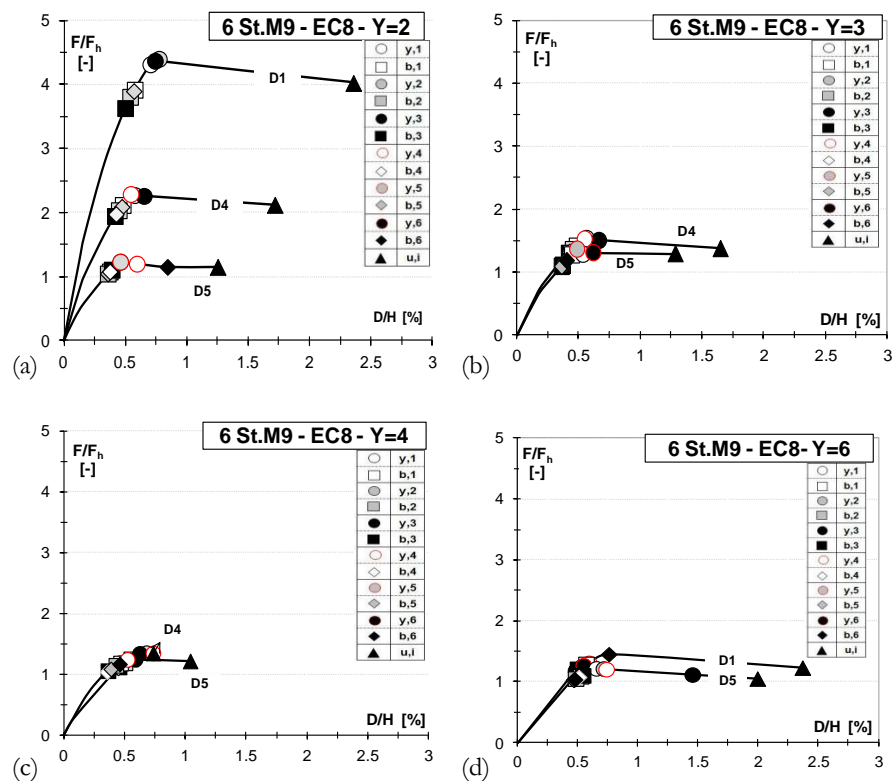 6 St.M9 - EC8 - Y=2
F/Fh
[-]
5
4
3
2
1
0
0
0.5
1
1.5
2
2.5
3
D/H [%]
D1
D4
D5
y,1
b,1
y,2
b,2
y,3
b,3
y,4
b,4
y,5
b,5
y,6
b,6
u,i
(a)
6 St.M9 - EC8 - Y=3
F/Fh
[-]
5
4
3
2
1
0
0
0.5
1
1.5
2
2.5
3
D/H [%]
D4
D5
y,1
b,1
y,2
b,2
y,3
b,3
y,4
b,4
y,5
b,5
y,6
b,6
u,i
(b)
6 St.M9 - EC8 - Y=4
F/Fh
[-]
5
4
3
2
1
0
0
0.5
1
1.5
2
2.5
3
D/H [%]
D4
D5
y,1
b,1
y,2
b,2
y,3
b,3
y,4
b,4
y,5
b,5
y,6
b,6
u,i
(c)
6 St.M9 - EC8- Y=6
F/Fh
[-]
5
4
3
2
1
0
0
0.5
1
1.5
2
2.5
3
D/H [%]
D1
D5
y,1
b,1
y,2
b,2
y,3
b,3
y,4
b,4
y,5
b,5
y,6
b,6
u,i
(d)